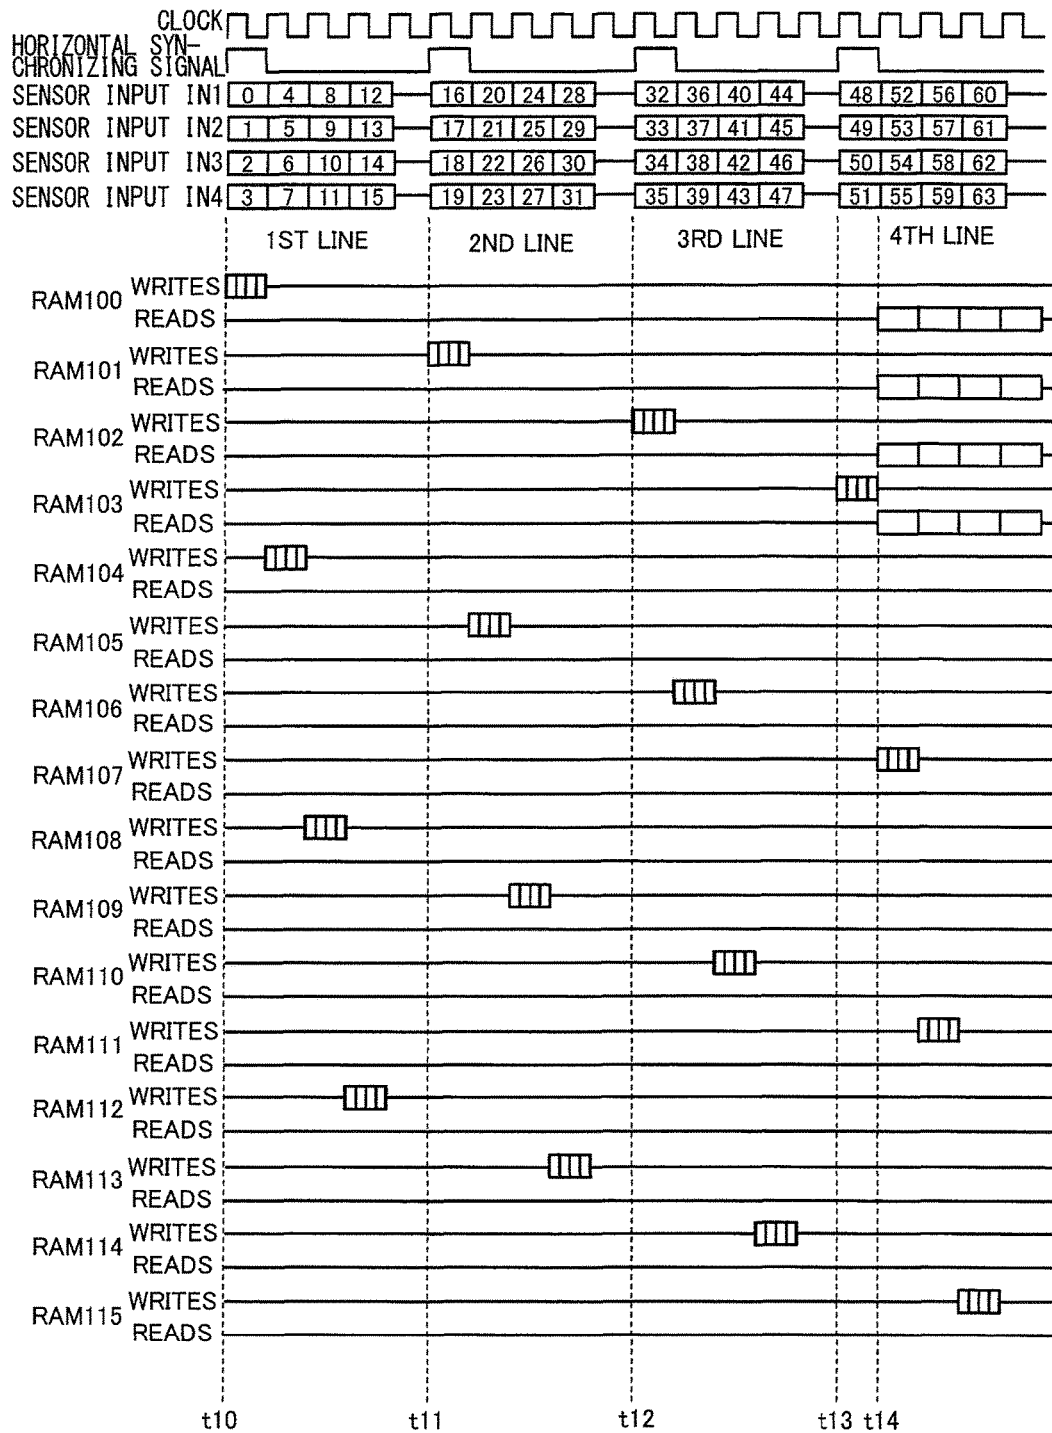 CLOCK
HORIZONTAL SYN-
CHRONIZING SIGNAL
SENSOR INPUT IN1 0 4 8 12 16 20 24 28 32 36 40 44 48 52 56 60
SENSOR INPUT IN2 1 5 9 13 17 21 25 29 33 37 41 45 49 53 57 61
SENSOR INPUT IN3 2 6 10 14 18 22 26 30 34 38 42 46 50 54 58 62
SENSOR INPUT IN4 3 7 11 15 19 23 27 31 35 39 43 47 51 55 59 63
1ST LINE 2ND LINE 3RD LINE 4TH LINE
RAM100 WRITES
READS
RAM101 WRITES
READS
RAM102 WRITES
READS
RAM103 WRITES
READS
RAM104 WRITES
READS
RAM105 WRITES
READS
RAM106 WRITES
READS
RAM107 WRITES
READS
RAM108 WRITES
READS
RAM109 WRITES
READS
RAM110 WRITES
READS
RAM111 WRITES
READS
RAM112 WRITES
READS
RAM113 WRITES
READS
RAM114 WRITES
READS
RAM115 WRITES
READS
t10 t11 t12 t13 t14